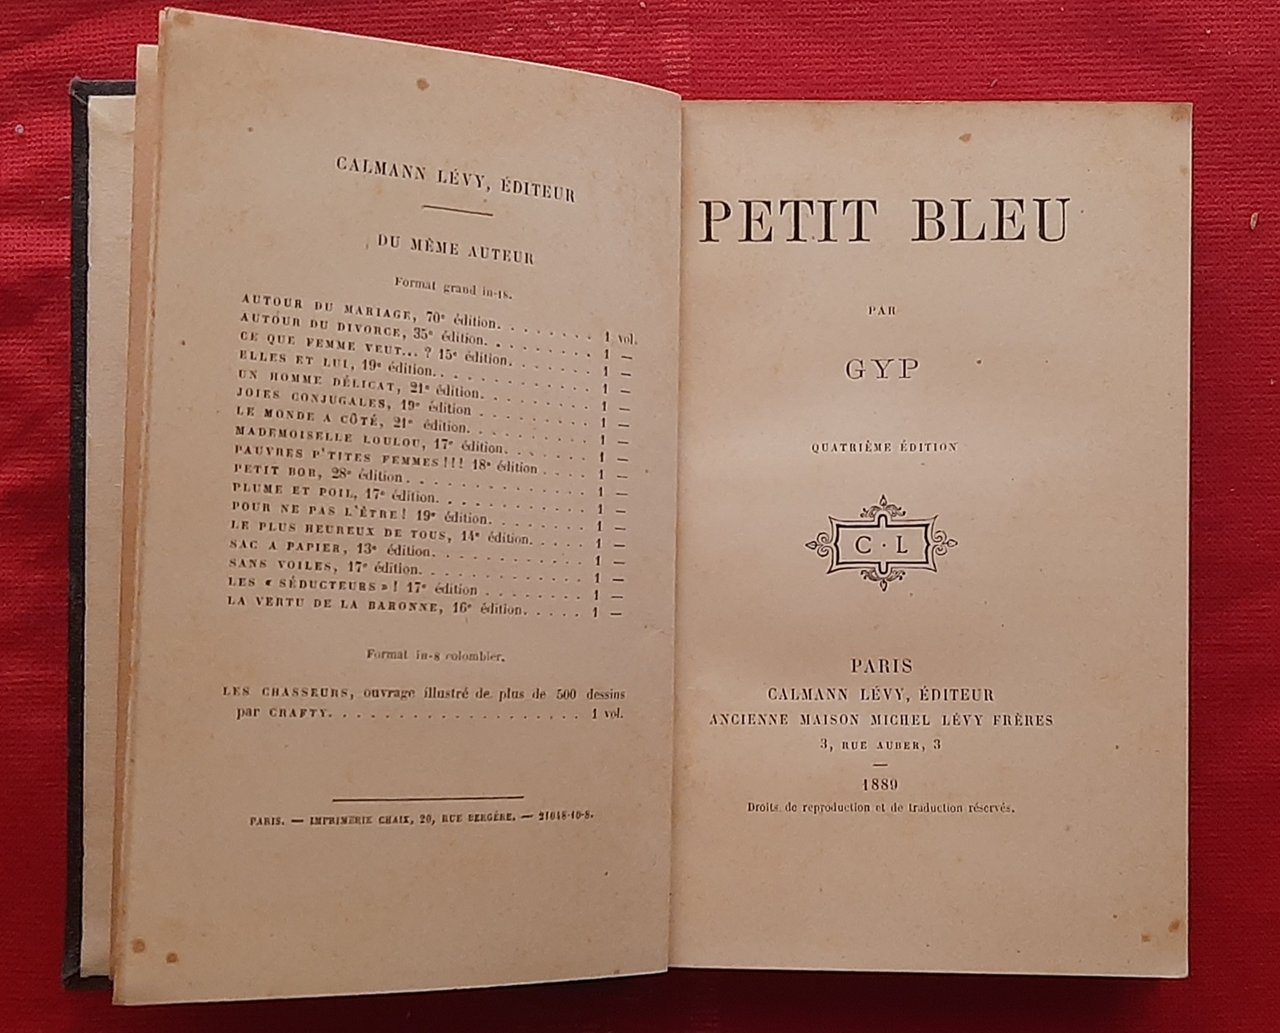 CALMANN LÉVY, ÉDITEUR
DU MÊME AUTEUR
Format grand in-18.
AUTOUR DU MARIAGE, 70e édition. . . . . . . . 1 vol.
AUTOUR DU DIVORCE, 35e édition. . . . . . . . 1 —
CE QUE FEMME VEUT...? 15e édition. . . . . . . 1 —
ELLES ET LUI, 19e édition. . . . . . . . . . . 1 —
UN HOMME DÉLICAT, 21e édition. . . . . . . . 1 —
JOIES CONJUGALES, 19e édition . . . . . . . . 1 —
LE MONDE A CÔTÉ, 21e édition. . . . . . . . . 1 —
MADEMOISELLE LOULOU, 17e édition. . . . . . . 1 —
PAUVRES P'TITES FEMMES!!! 18e édition . . . . 1 —
PETIT BOB, 28e édition. . . . . . . . . . . . 1 —
PLUME ET POIL, 17e édition. . . . . . . . . . 1 —
POUR NE PAS L'ÊTRE! 19e édition. . . . . . . . 1 —
LE PLUS HEUREUX DE TOUS, 14e édition. . . . . 1 —
SAC A PAPIER, 13e édition. . . . . . . . . . . 1 —
SANS VOILES, 17e édition. . . . . . . . . . . 1 —
LES « SÉDUCTEURS »! 17e édition . . . . . . . 1 —
LA VERTU DE LA BARONNE, 16e édition. . . . . 1 —
Format in-8 colombier.
LES CHASSEURS, ouvrage illustré de plus de 500 dessins
par CRAFTY. . . . . . . . . . . . . . . . . . 1 vol.
PARIS. — IMPRIMERIE CHAIX, 20, RUE BERGÈRE. — 21048-10-8.
PETIT BLEU
PAR
GYP
QUATRIÈME ÉDITION
C · L
PARIS
CALMANN LÉVY, ÉDITEUR
ANCIENNE MAISON MICHEL LÉVY FRÈRES
3, RUE AUBER, 3
1889
Droits de reproduction et de traduction réservés.